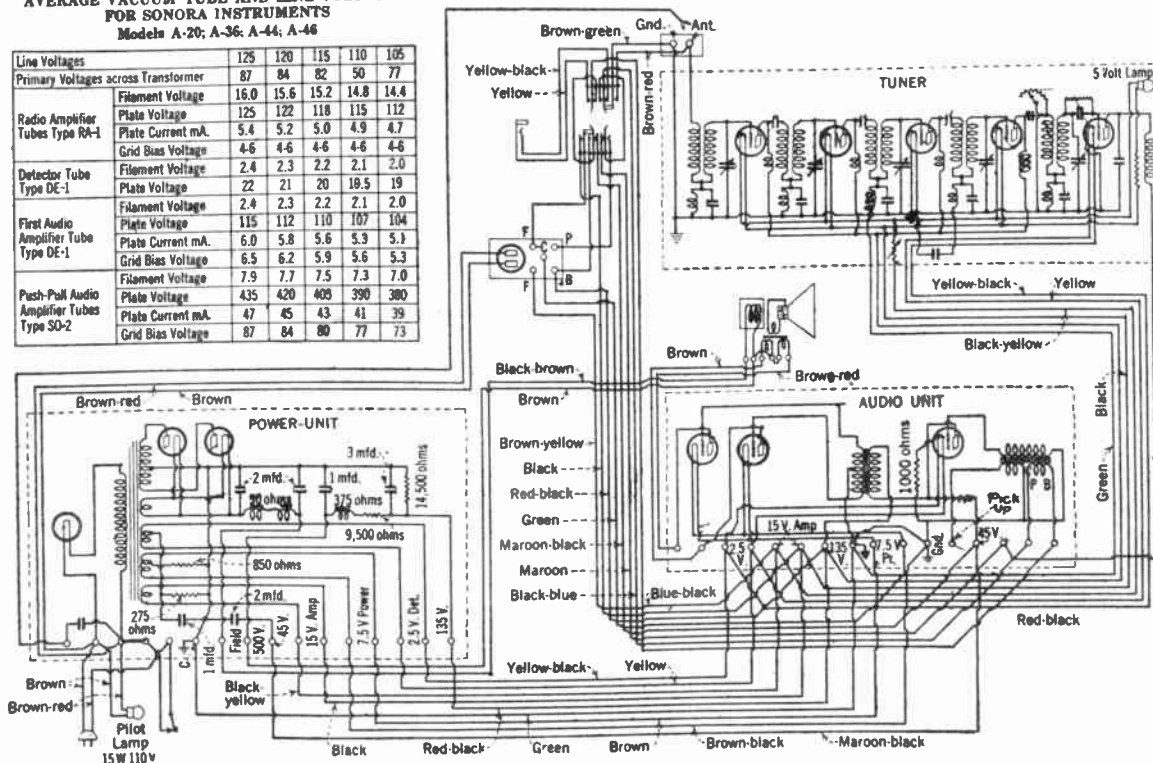 AVERAGE VACUUM TUBE AND LINE
FOR SONORA INSTRUMENTS
Models A-20; A-36; A-44; A-46
Line Voltages 125 120 115 110 105
Primary Voltages across Transformer 87 84 82 50 77
Radio Amplifier Tubes Type RA-1
Filament Voltage 16.0 15.6 15.2 14.8 14.4
Plate Voltage 125 122 118 115 112
Plate Current mA. 5.4 5.2 5.0 4.9 4.7
Grid Bias Voltage 4-6 4-6 4-6 4-6 4-6
Detector Tube Type DE-1
Filament Voltage 2.4 2.3 2.2 2.1 2.0
Plate Voltage 22 21 20 19.5 19
First Audio Amplifier Tube Type DE-1
Filament Voltage 2.4 2.3 2.2 2.1 2.0
Plate Voltage 115 112 110 107 104
Plate Current mA. 6.0 5.8 5.6 5.3 5.1
Grid Bias Voltage 6.5 6.2 5.9 5.6 5.3
Push-Pull Audio Amplifier Tubes Type SO-2
Filament Voltage 7.9 7.7 7.5 7.3 7.0
Plate Voltage 435 420 405 390 380
Plate Current mA. 47 45 43 41 39
Grid Bias Voltage 87 84 80 77 73
Gnd. Ant.
Brown-green
Yellow-black
Yellow
Brown-red
TUNER
5 Volt Lamp
F P
C
F B
Yellow-black Yellow
Black-yellow
Black
Green
Brown
Brown-red
Black-brown
Brown
Brown-red Brown
POWER-UNIT
3 mfd.
2 mfd. 1 mfd.
375 ohms
14,500 ohms
9,500 ohms
850 ohms
2 mfd.
275 ohms
C.
1 mfd
Field
500 V.
45 V.
15 V. Amp
7.5 V Power
2.5 V. Det.
135 V.
Brown-yellow
Black
Red-black
Green
Maroon-black
Maroon
Black-blue
Blue-black
AUDIO UNIT
1000 ohms
P B
Pick up
2.5 V
15 V. Amp
135 V.
7.5 V Pr.
Gnd.
45 V
Red-black
Yellow-black Yellow
Brown
Brown-red
Pilot Lamp
15 W 110 V
Black yellow
Black
Red-black
Green
Brown
Brown-black
Maroon-black